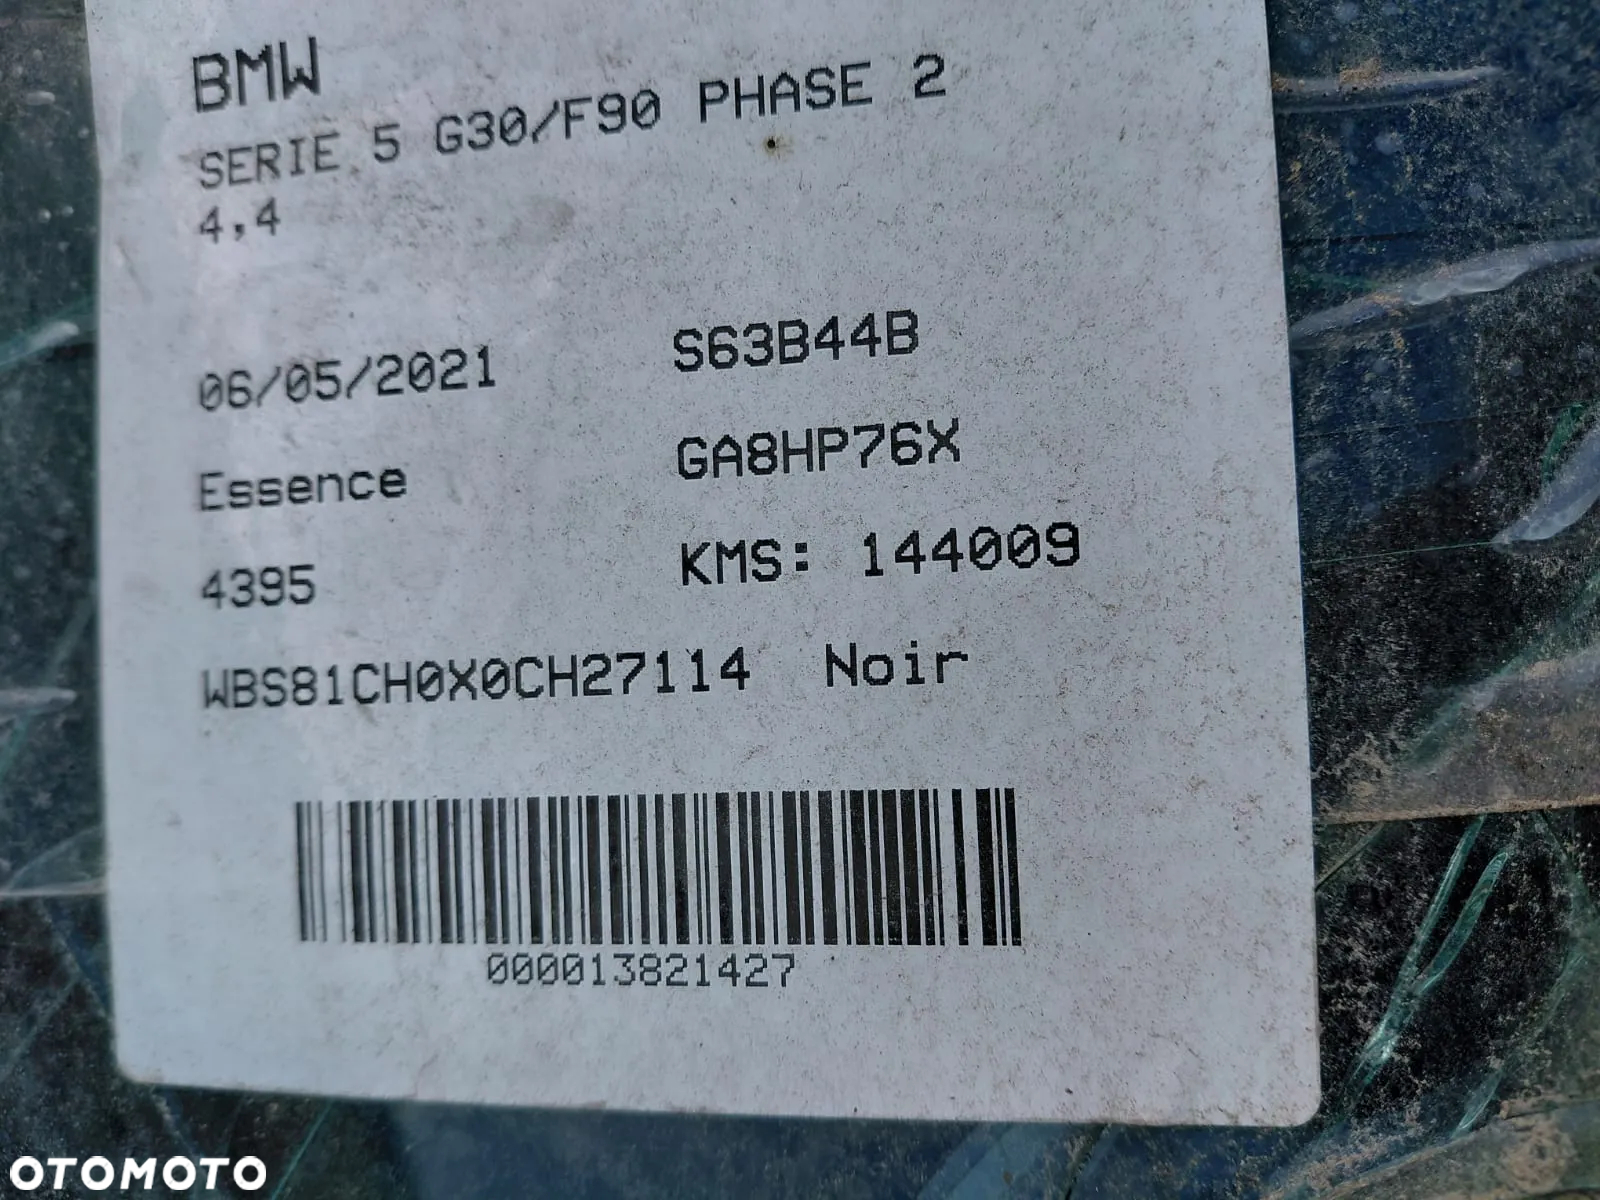 BMW
SERIE 5 G30/F90 PHASE 2
4,4
06/05/2021 S63B44B
Essence GA8HP76X
4395 KMS: 144009
WBS81CH0X0CH27114 Noir
000013821427
OTOMOTO